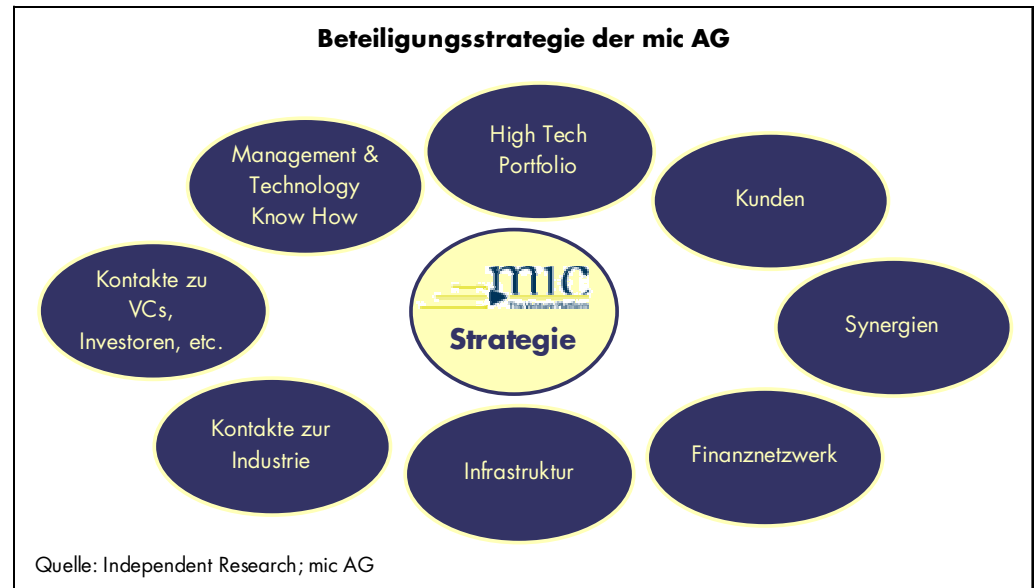 Beteiligungsstrategie der mic AG
High Tech
Portfolio
Management &
Technology
Know How
Kunden
Kontakte zu
VCs,
Investoren, etc.
mic
The Venture Platform
Strategie
Synergien
Kontakte zur
Industrie
Infrastruktur
Finanznetzwerk
Quelle: Independent Research; mic AG